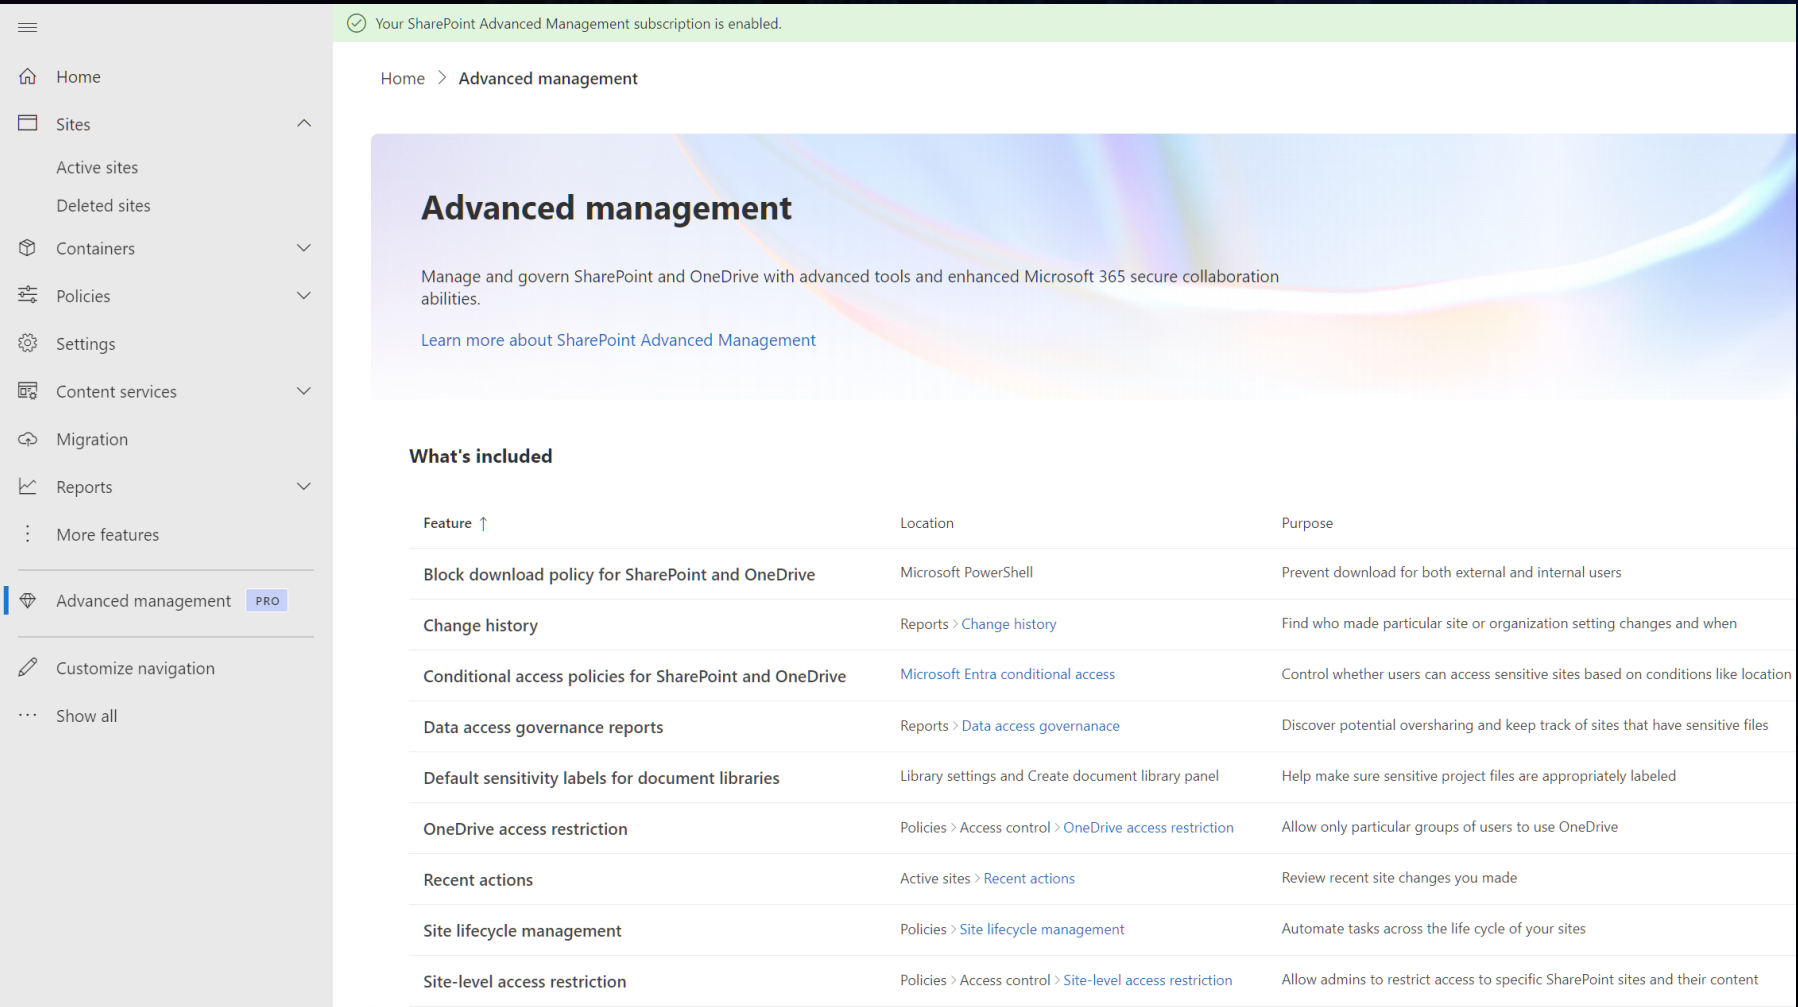 Your SharePoint Advanced Management subscription is enabled.
Home
Sites
Active sites
Deleted sites
Containers
Policies
Settings
Content services
Migration
Reports
More features
Advanced management PRO
Customize navigation
Show all
Home > Advanced management
Advanced management
Manage and govern SharePoint and OneDrive with advanced tools and enhanced Microsoft 365 secure collaboration
abilities.
Learn more about SharePoint Advanced Management
What's included
Feature ↑ Location Purpose
Block download policy for SharePoint and OneDrive Microsoft PowerShell Prevent download for both external and internal users
Change history Reports > Change history Find who made particular site or organization setting changes and when
Conditional access policies for SharePoint and OneDrive Microsoft Entra conditional access Control whether users can access sensitive sites based on conditions like location
Data access governance reports Reports > Data access governanace Discover potential oversharing and keep track of sites that have sensitive files
Default sensitivity labels for document libraries Library settings and Create document library panel Help make sure sensitive project files are appropriately labeled
OneDrive access restriction Policies > Access control > OneDrive access restriction Allow only particular groups of users to use OneDrive
Recent actions Active sites > Recent actions Review recent site changes you made
Site lifecycle management Policies > Site lifecycle management Automate tasks across the life cycle of your sites
Site-level access restriction Policies > Access control > Site-level access restriction Allow admins to restrict access to specific SharePoint sites and their content